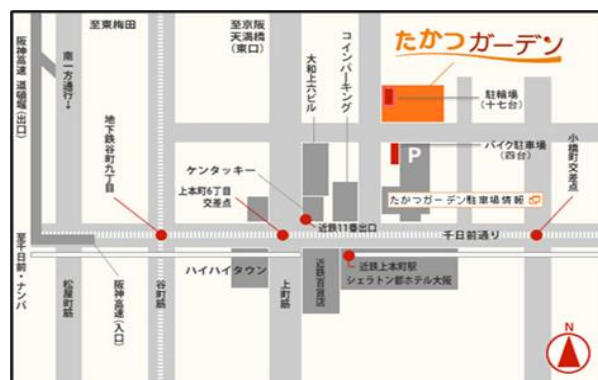 至東梅田
至京阪
天満橋
(東口)
阪神高速 道頓堀(出口)
南一方通行→
大和上六ビル
コインパーキング
たかつガーデン
駐輪場
(十七台)
地下鉄谷町九丁目
バイク駐車場
(四台)
P
小橋町交差点
ケンタッキー
上本町6丁目
交差点
たかつガーデン駐車場情報
近鉄11番出口
千日前通り
至千日前・ナンバ
松屋町筋
阪神高速(入口)
谷町筋
ハイハイタウン
上町筋
近鉄百貨店
近鉄上本町駅
シェラトン都ホテル大阪
N